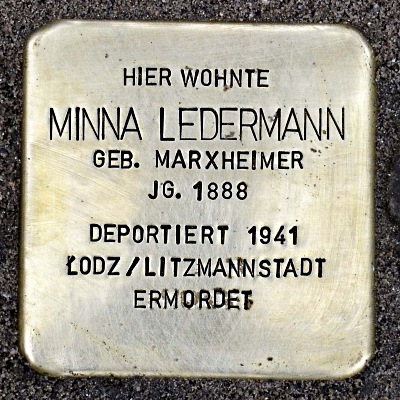 HIER WOHNTE
MINNA LEDERMANN
GEB. MARXHEIMER
JG. 1888
DEPORTIERT 1941
ŁODZ/LITZMANNSTADT
ERMORDET